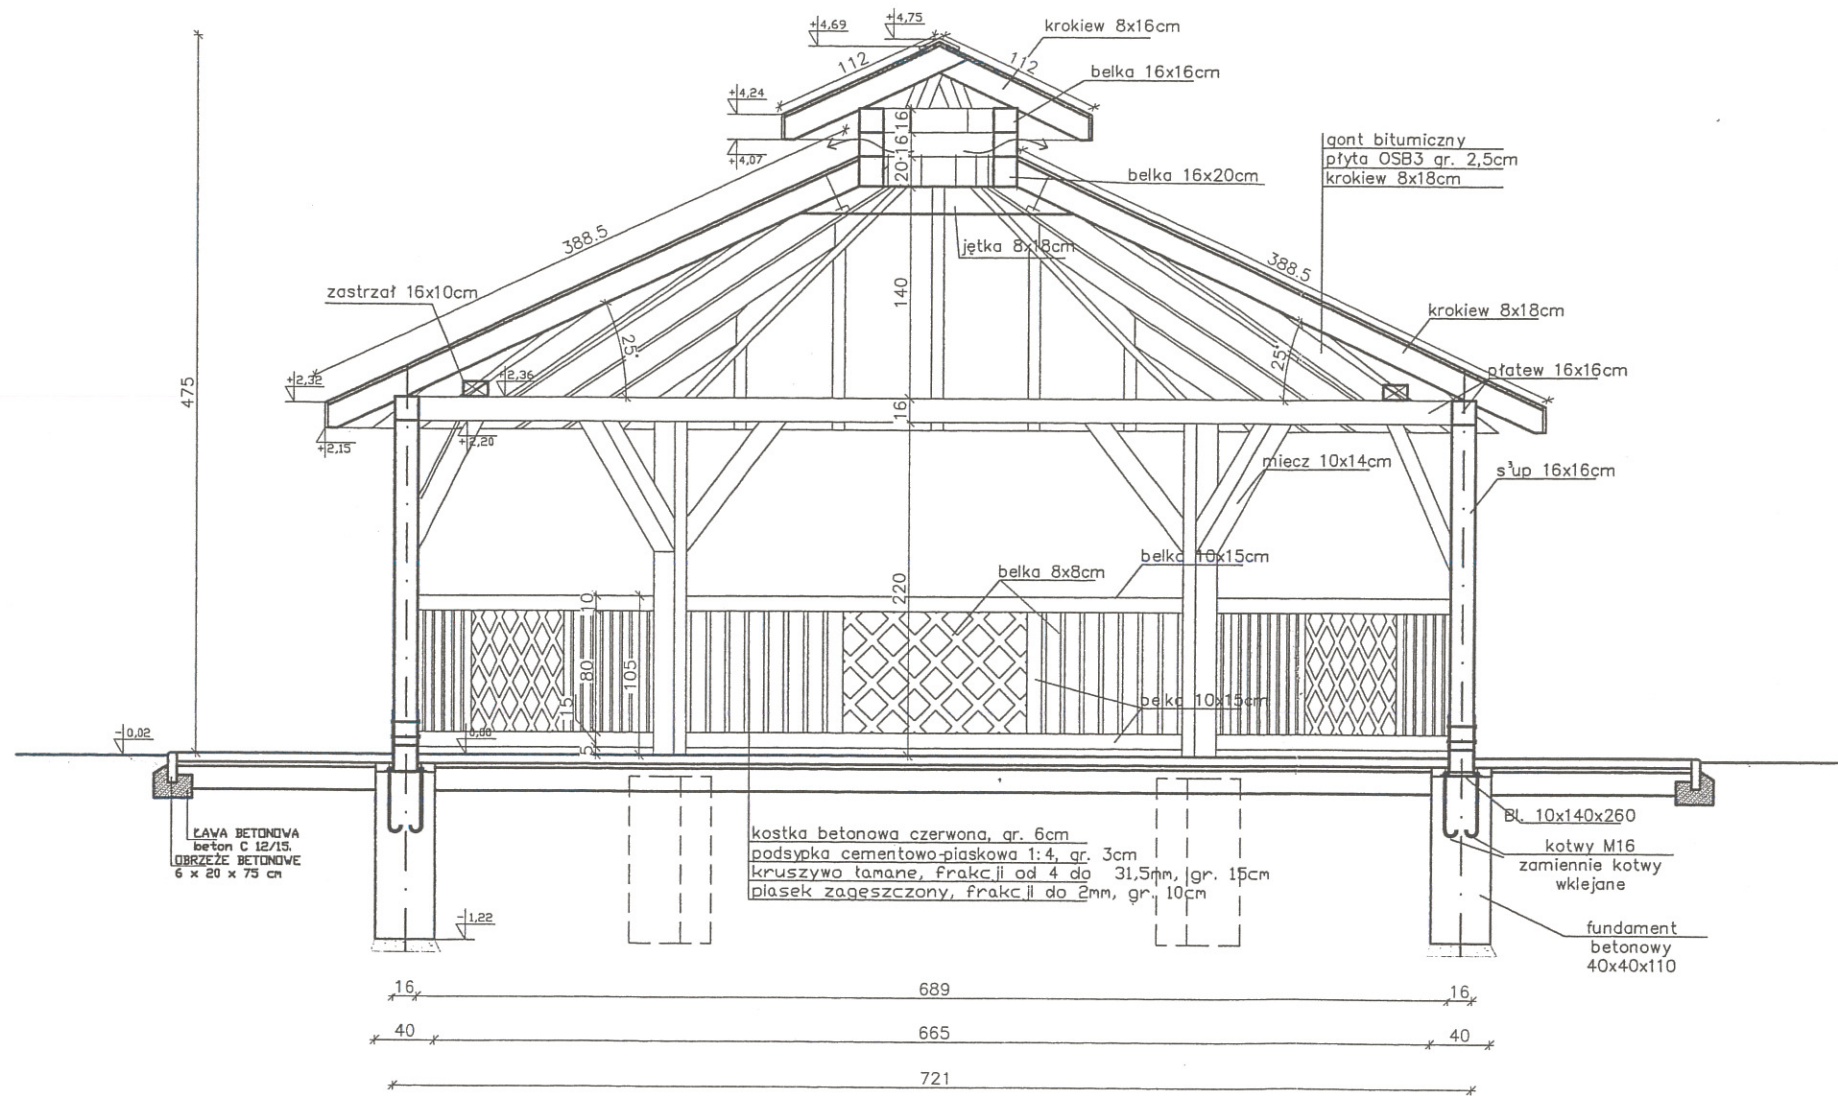 +4,69
+4,75
krokiew 8x16cm
112
112
belka 16x16cm
+4,24
16
16
20
+4,07
gont bitumiczny
płyta OSB3 gr. 2,5cm
krokiew 8x18cm
belka 16x20cm
388.5
jętka 8x18cm
388.5
zastrzał 16x10cm
140
krokiew 8x18cm
25°
25°
475
+2,32
+2,36
płatew 16x16cm
16
+2,15
+2,20
miecz 10x14cm
s³up 16x16cm
belka 10x15cm
belka 8x8cm
220
10
80
105
15
5
belka 10x15cm
-0,02
0,00
ŁAWA BETONOWA
beton C 12/15.
OBRZEŻE BETONOWE
6 x 20 x 75 cm
kostka betonowa czerwona, gr. 6cm
podsypka cementowo-piaskowa 1:4, gr. 3cm
kruszywo łamane, frakcji od 4 do 31,5mm, gr. 15cm
piasek zagęszczony, frakcji do 2mm, gr. 10cm
Bl. 10x140x260
kotwy M16
zamiennie kotwy
wklejane
-1,22
fundament
betonowy
40x40x110
16 689 16
40 665 40
721